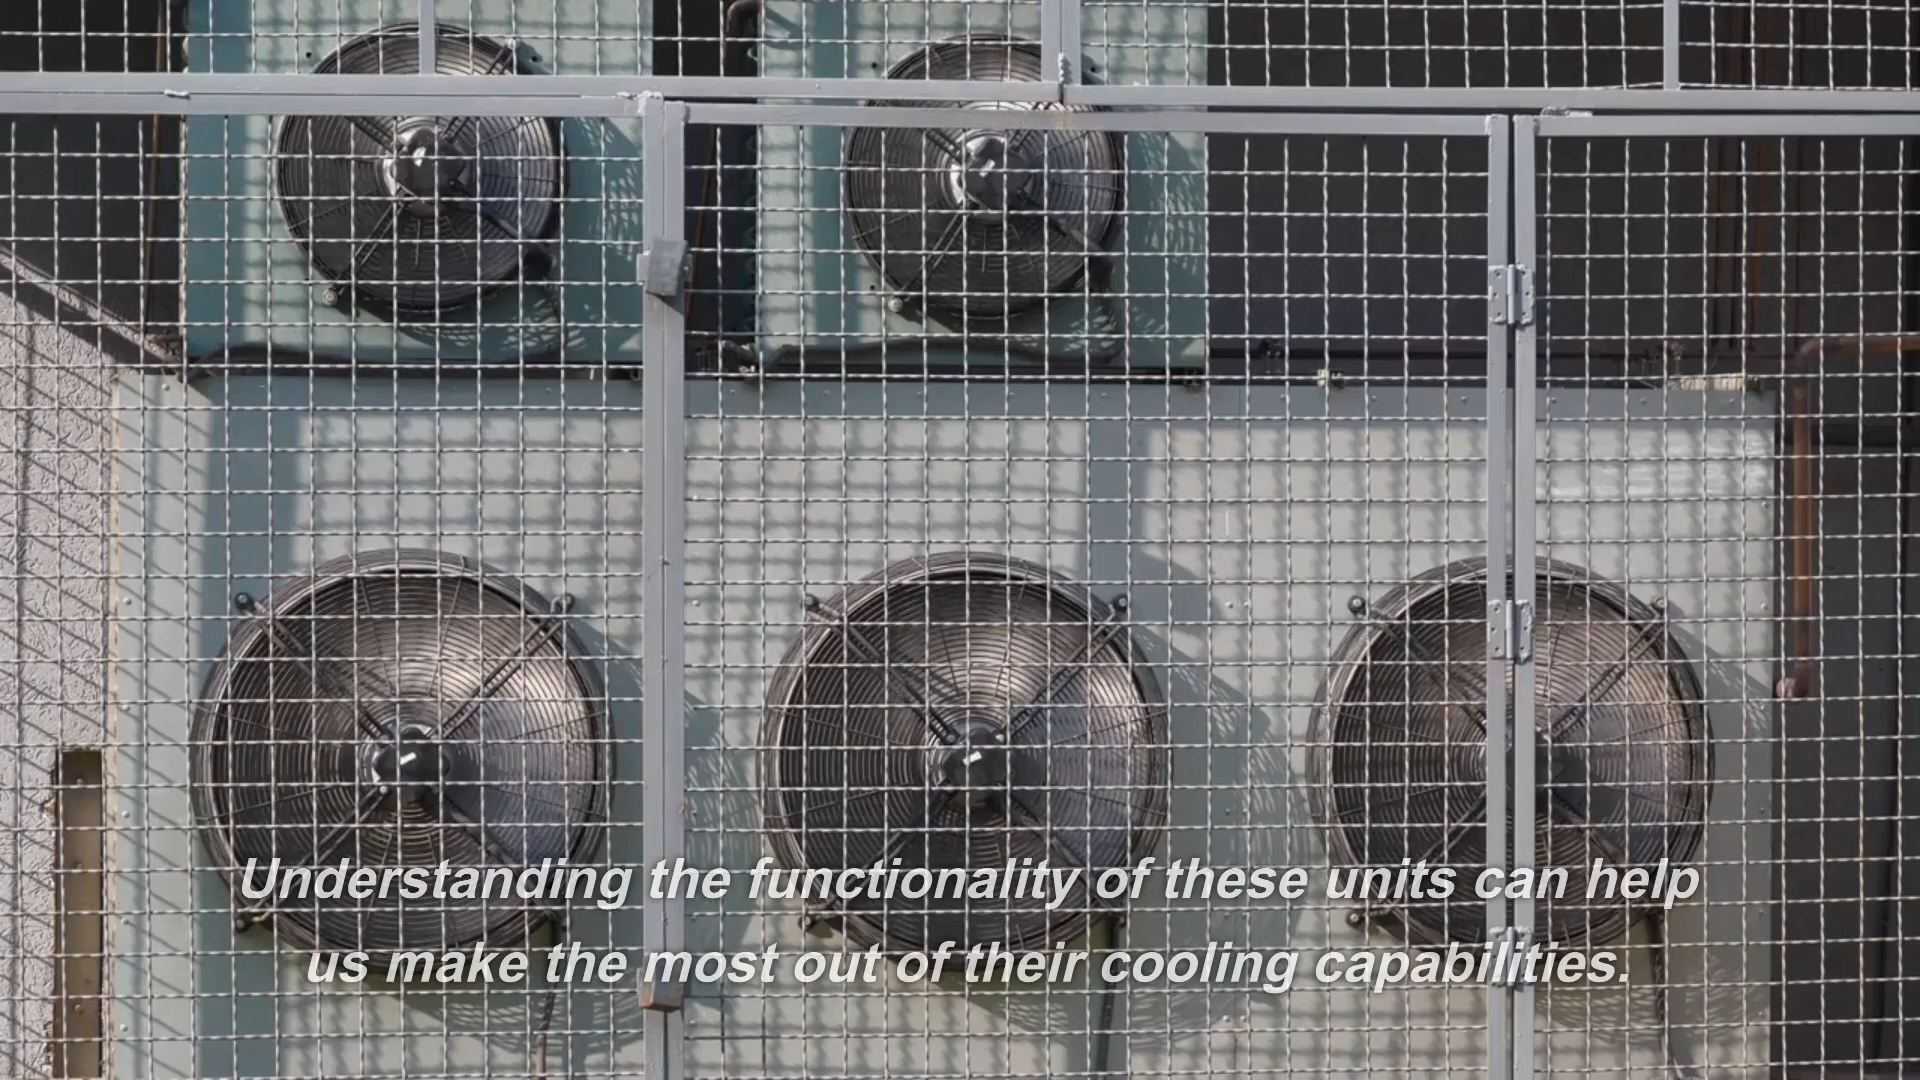 Understanding the functionality of these units can help
us make the most out of their cooling capabilities.